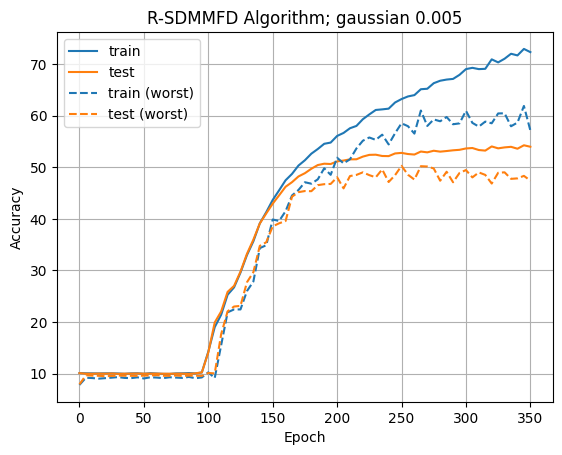 R-SDMMFD Algorithm; gaussian 0.005
train
test
train (worst)
test (worst)
Accuracy
70
60
50
40
30
20
10
0 50 100 150 200 250 300 350
Epoch